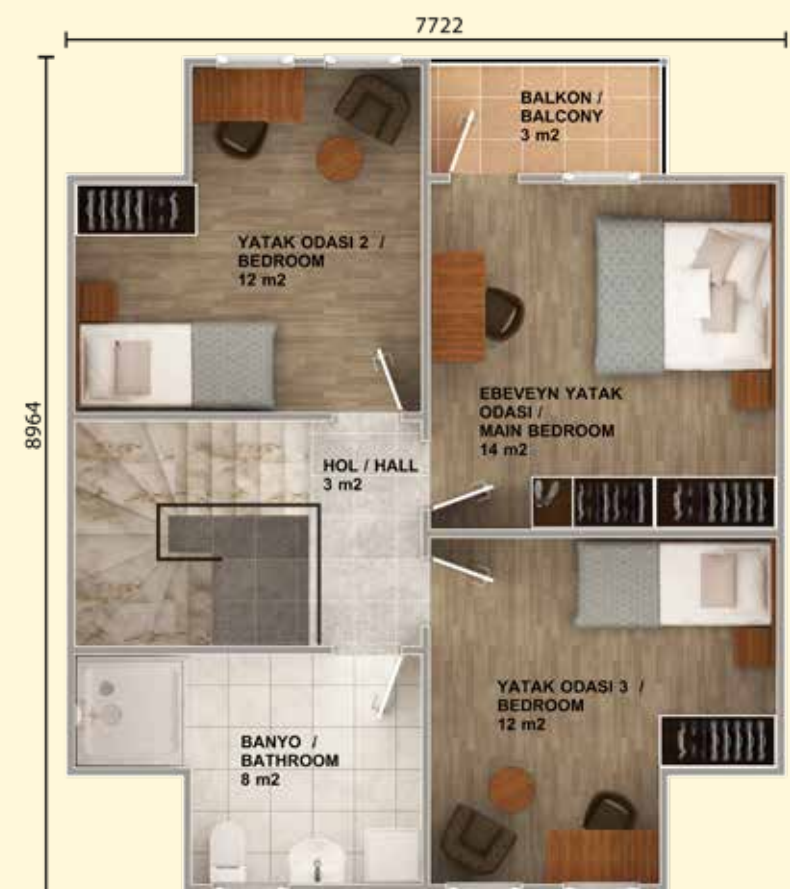 7722
BALKON /
BALCONY
3 m2
YATAK ODASI 2 /
BEDROOM
12 m2
8964
EBEVEYN YATAK
ODASI /
MAIN BEDROOM
14 m2
HOL / HALL
3 m2
YATAK ODASI 3 /
BEDROOM
12 m2
BANYO /
BATHROOM
8 m2